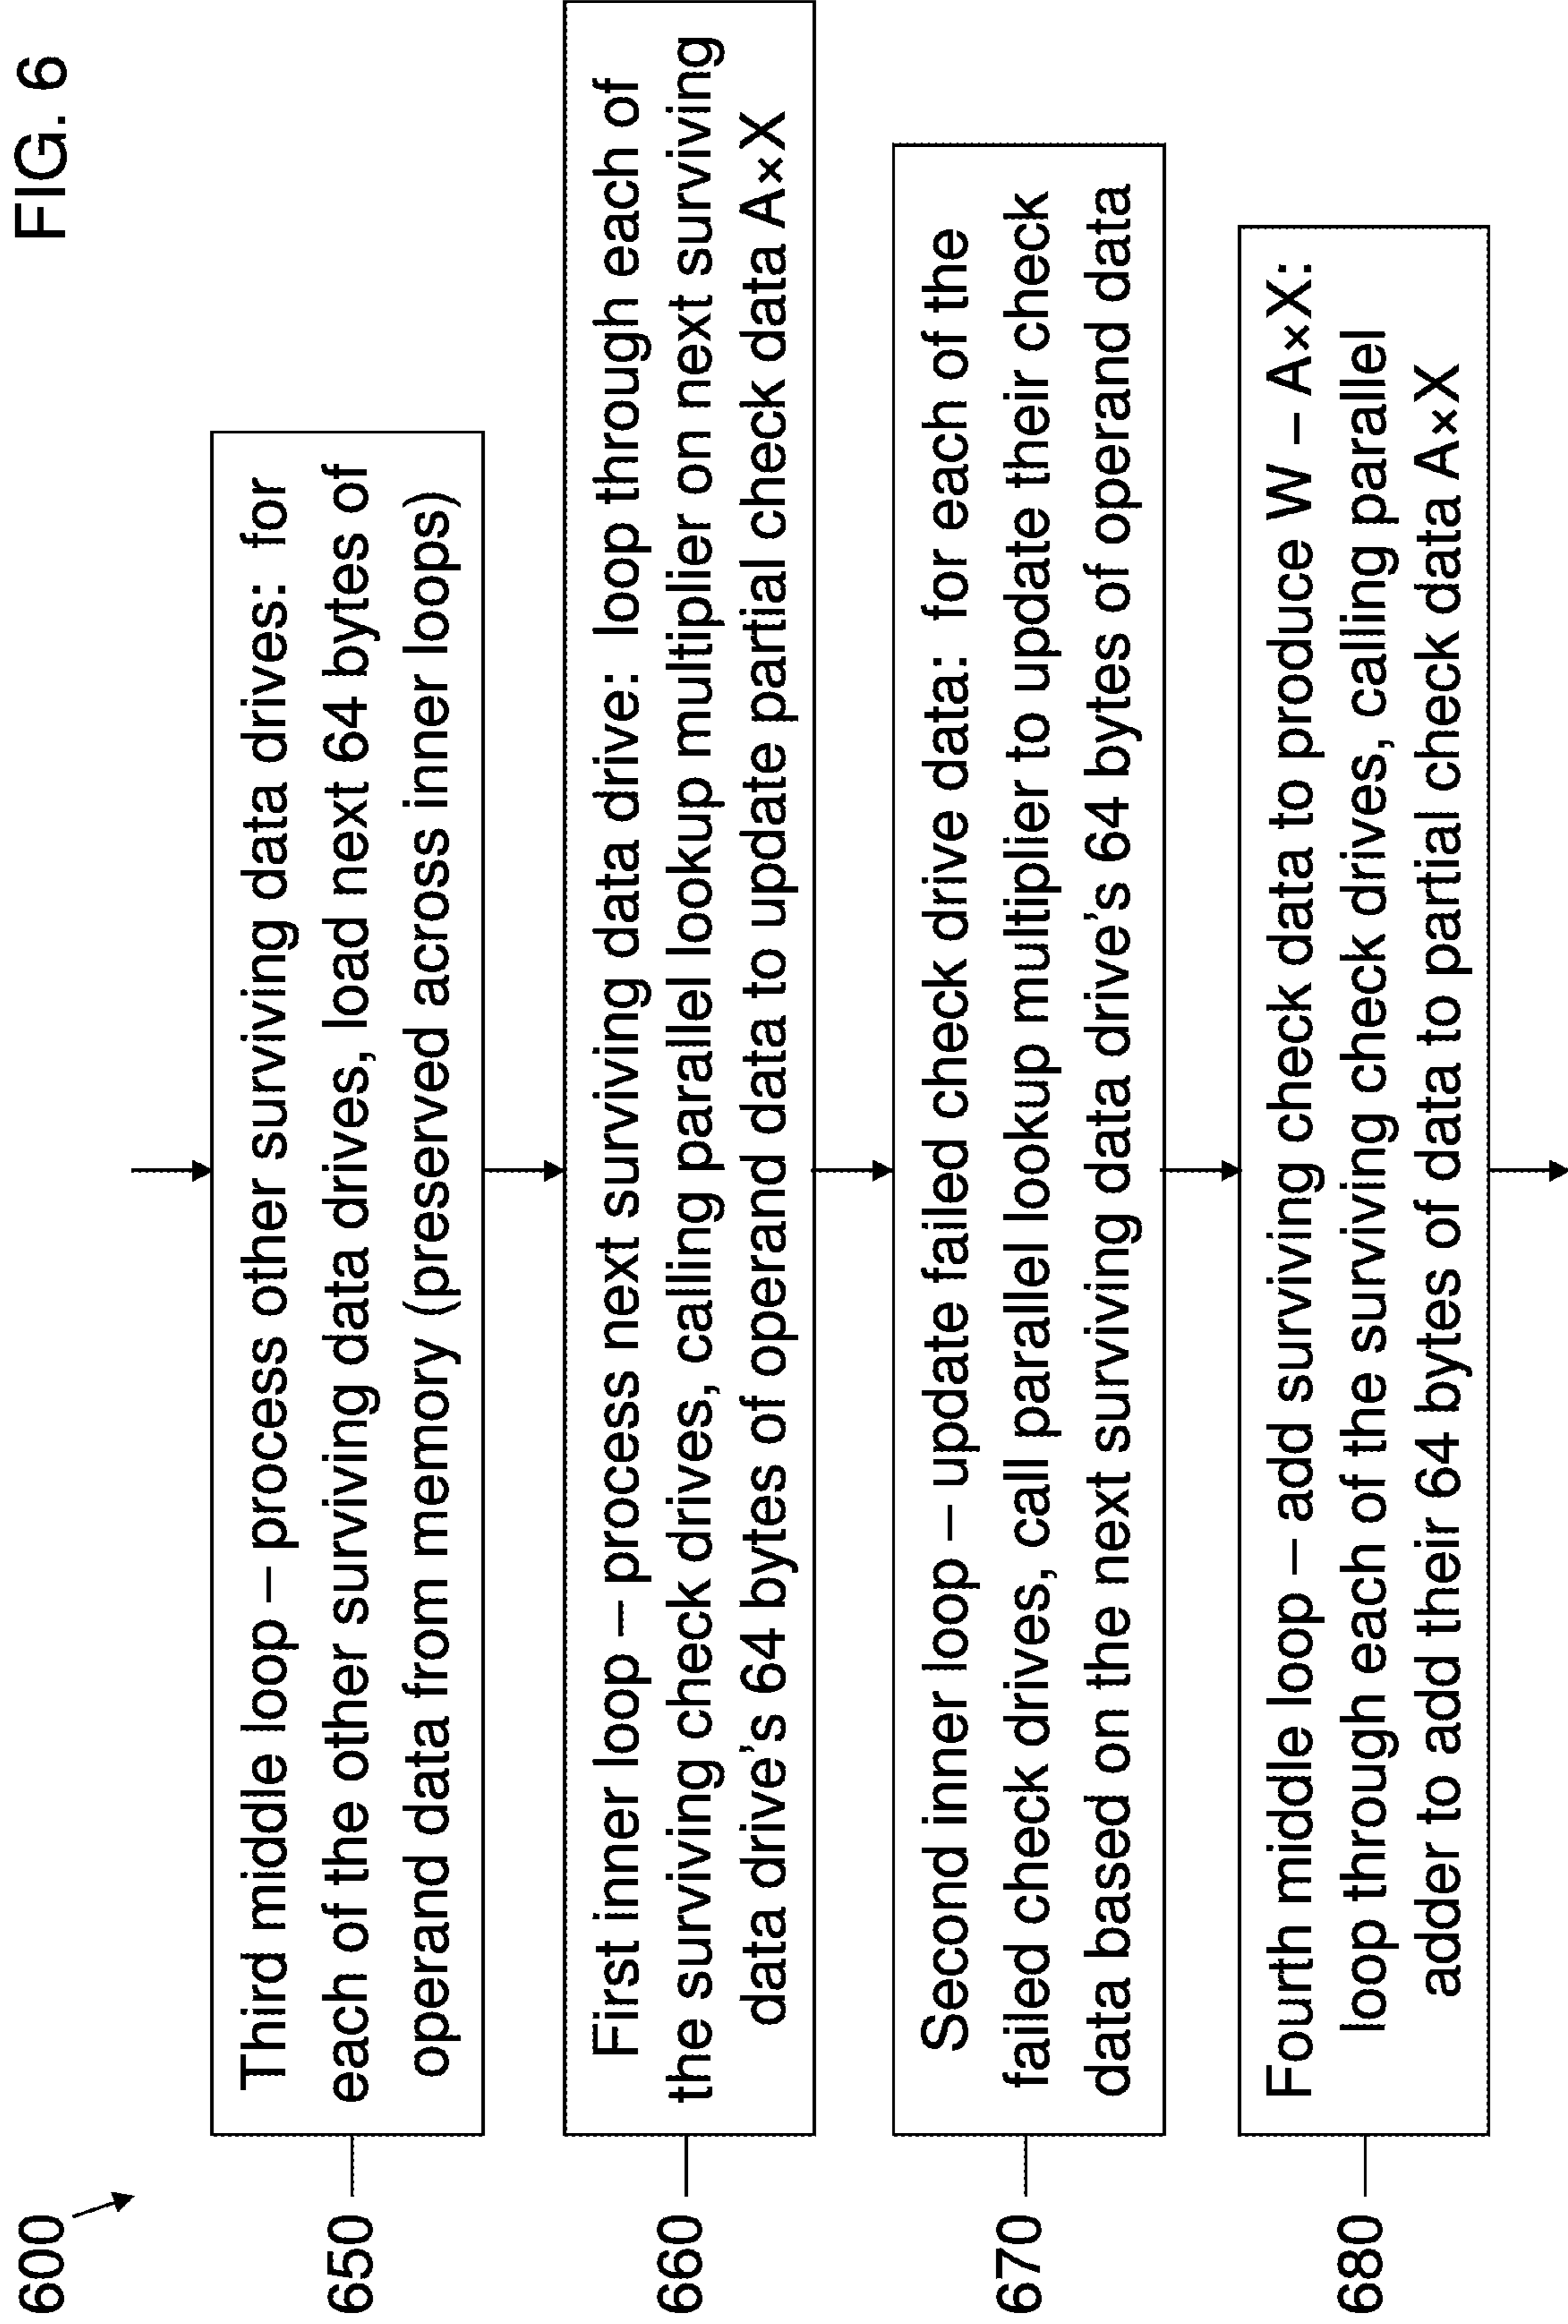 FIG. 6
600
650
Third middle loop – process other surviving data drives: for
each of the other surviving data drives, load next 64 bytes of
operand data from memory (preserved across inner loops)
660
First inner loop – process next surviving data drive: loop through each of
the surviving check drives, calling parallel lookup multiplier on next surviving
data drive's 64 bytes of operand data to update partial check data A×X
670
Second inner loop – update failed check drive data: for each of the
failed check drives, call parallel lookup multiplier to update their check
data based on the next surviving data drive's 64 bytes of operand data
680
Fourth middle loop – add surviving check data to produce W – A×X:
loop through each of the surviving check drives, calling parallel
adder to add their 64 bytes of data to partial check data A×X